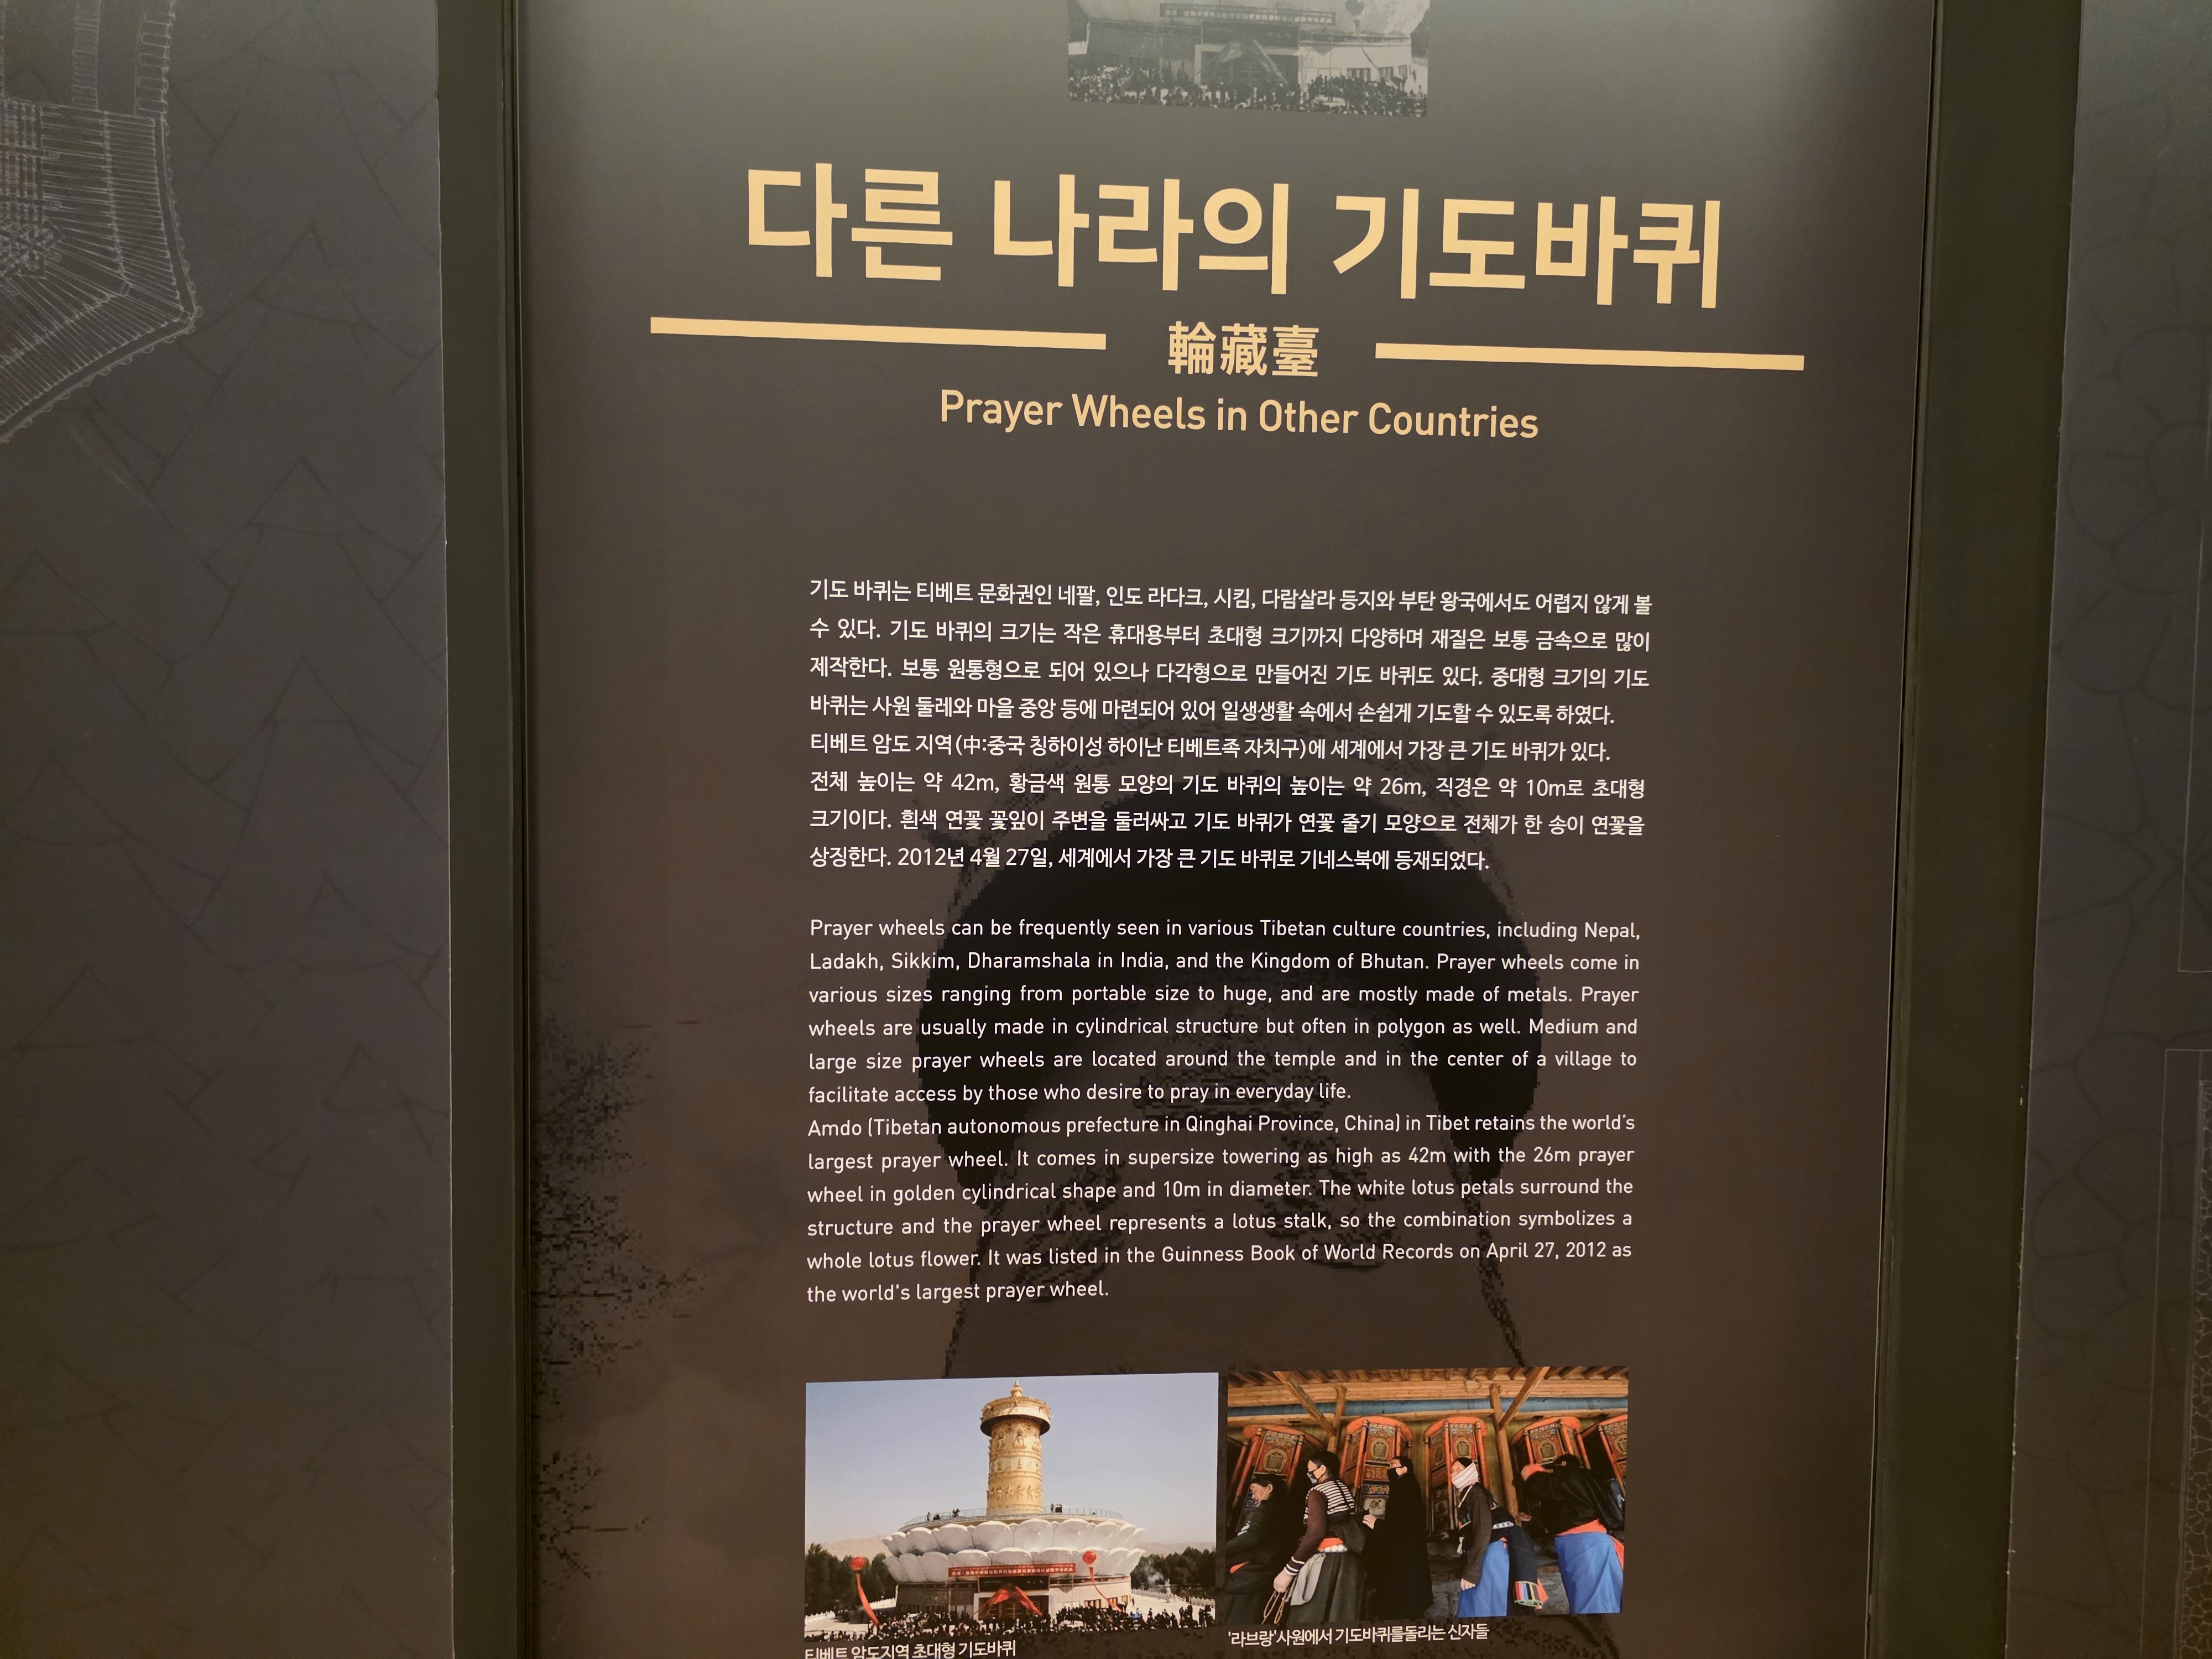 다른 나라의 기도바퀴
輪藏臺
Prayer Wheels in Other Countries
기도 바퀴는 티베트 문화권인 네팔, 인도 라다크, 시킴, 다람살라 등지와 부탄 왕국에서도 어렵지 않게 볼
수 있다. 기도 바퀴의 크기는 작은 휴대용부터 초대형 크기까지 다양하며 재질은 보통 금속으로 많이
제작한다. 보통 원통형으로 되어 있으나 다각형으로 만들어진 기도 바퀴도 있다. 중대형 크기의 기도
바퀴는 사원 둘레와 마을 중앙 등에 마련되어 있어 일생생활 속에서 손쉽게 기도할 수 있도록 하였다.
티베트 암도 지역(中:중국 칭하이성 하이난 티베트족 자치구)에 세계에서 가장 큰 기도 바퀴가 있다.
전체 높이는 약 42m, 황금색 원통 모양의 기도 바퀴의 높이는 약 26m, 직경은 약 10m로 초대형
크기이다. 흰색 연꽃 꽃잎이 주변을 둘러싸고 기도 바퀴가 연꽃 줄기 모양으로 전체가 한 송이 연꽃을
상징한다. 2012년 4월 27일, 세계에서 가장 큰 기도 바퀴로 기네스북에 등재되었다.
Prayer wheels can be frequently seen in various Tibetan culture countries, including Nepal,
Ladakh, Sikkim, Dharamshala in India, and the Kingdom of Bhutan. Prayer wheels come in
various sizes ranging from portable size to huge, and are mostly made of metals. Prayer
wheels are usually made in cylindrical structure but often in polygon as well. Medium and
large size prayer wheels are located around the temple and in the center of a village to
facilitate access by those who desire to pray in everyday life.
Amdo (Tibetan autonomous prefecture in Qinghai Province, China) in Tibet retains the world's
largest prayer wheel. It comes in supersize towering as high as 42m with the 26m prayer
wheel in golden cylindrical shape and 10m in diameter. The white lotus petals surround the
structure and the prayer wheel represents a lotus stalk, so the combination symbolizes a
whole lotus flower. It was listed in the Guinness Book of World Records on April 27, 2012 as
the world's largest prayer wheel.
티베트 암도지역 초대형 기도바퀴
'라브랑'사원에서 기도바퀴를돌리는 신자들